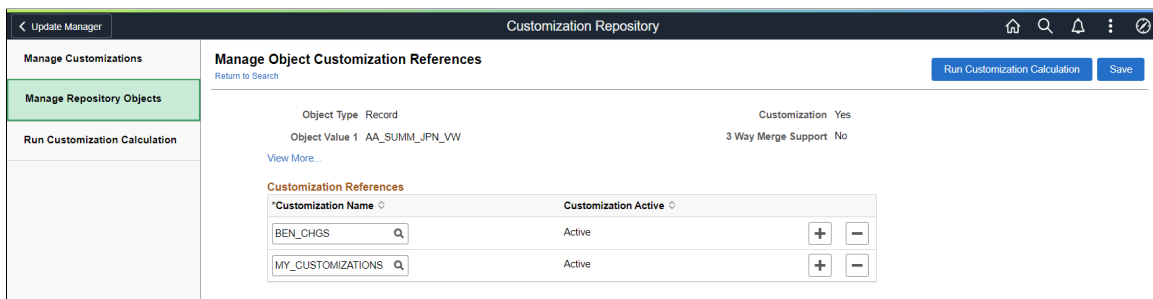 Update Manager
Customization Repository
Manage Customizations
Manage Repository Objects
Run Customization Calculation
Manage Object Customization References
Return to Search
Run Customization Calculation
Save
Object Type Record
Customization Yes
Object Value 1 AA_SUMM_JPN_VW
3 Way Merge Support No
View More...
Customization References
*Customization Name
Customization Active
BEN_CHGS
Active
MY_CUSTOMIZATIONS
Active